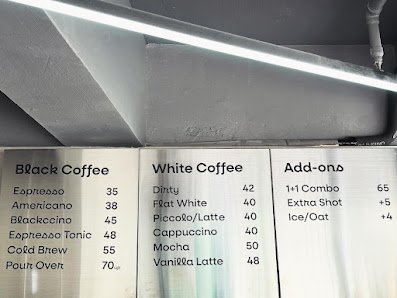 Black Coffee
Espresso 35
Americano 38
Blackccino 45
Espresso Tonic 48
Cold Brew 55
Pour Over 70up
White Coffee
Dirty 42
Flat White 40
Piccolo/Latte 40
Cappuccino 40
Mocha 50
Vanilla Latte 48
Add-ons
1+1 Combo 65
Extra Shot +5
Ice/Oat +4